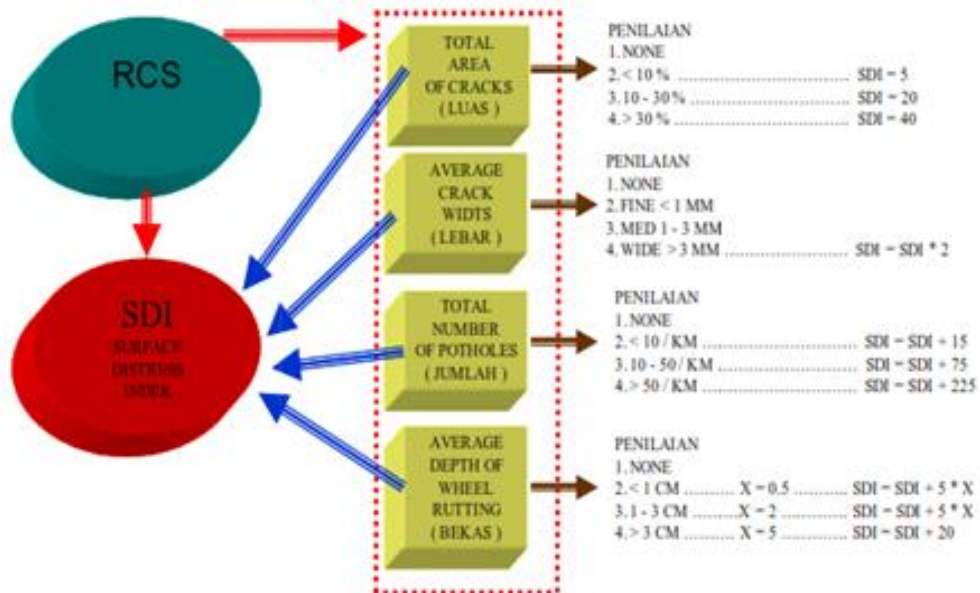 RCS
SDI
SURFACE
DISTRESS
INDEK
TOTAL
AREA
OF CRACKS
( LUAS )
PENILAIAN
1. NONE
2. < 10 % ........................ SDI = 5
3. 10 - 30 % ........................ SDI = 20
4. > 30 % ........................ SDI = 40
AVERAGE
CRACK
WIDTS
( LEBAR )
PENILAIAN
1. NONE
2. FINE < 1 MM
3. MED 1 - 3 MM
4. WIDE > 3 MM ........................ SDI = SDI * 2
TOTAL
NUMBER
OF POTHOLES
( JUMLAH )
PENILAIAN
1. NONE
2. < 10 / KM ........................ SDI = SDI + 15
3. 10 - 50 / KM ........................ SDI = SDI + 75
4. > 50 / KM ........................ SDI = SDI + 225
AVERAGE
DEPTH OF
WHEEL
RUTTING
( BEKAS )
PENILAIAN
1. NONE
2. < 1 CM .......... X = 0.5 .............. SDI = SDI + 5 * X
3. 1 - 3 CM ........ X = 2 .............. SDI = SDI + 5 * X
4. > 3 CM .......... X = 5 .............. SDI = SDI + 20